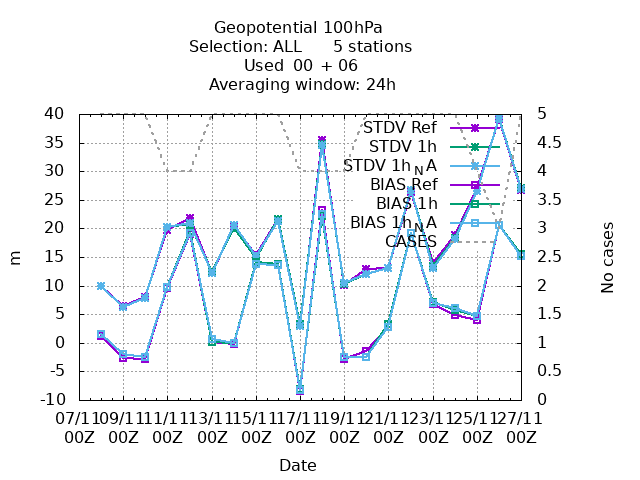 Geopotential 100hPa
Selection: ALL 5 stations
Used 00 + 06
Averaging window: 24h
40 5
35 4.5
30 4
25 3.5
20 3
15 2.5
10 2
5 1.5
0 1
-5 0.5
-10 0
m
No cases
STDV Ref
STDV 1h
STDV 1hNA
BIAS Ref
BIAS 1h
BIAS 1hNA
CASES
07/11 09/11 11/11 13/11 15/11 17/11 19/11 21/11 23/11 25/11 27/11
00Z 00Z 00Z 00Z 00Z 00Z 00Z 00Z 00Z 00Z 00Z
Date